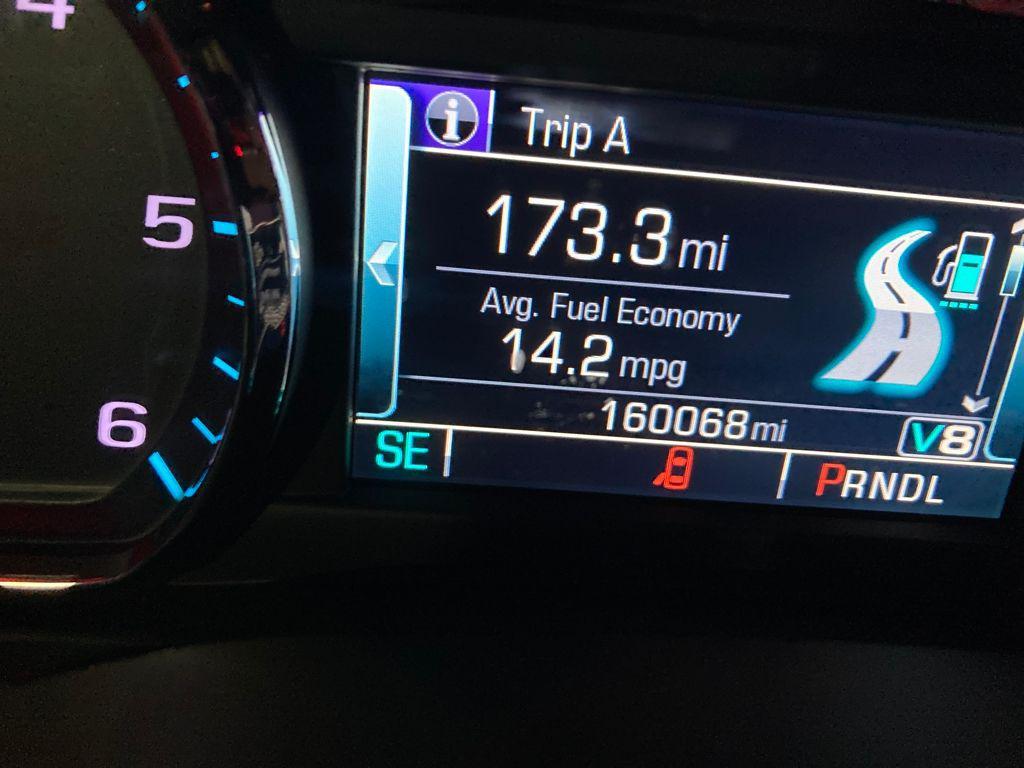 4
5
6
i Trip A
173.3 mi
Avg. Fuel Economy
14.2 mpg
160068 mi
V8
SE
PRNDL